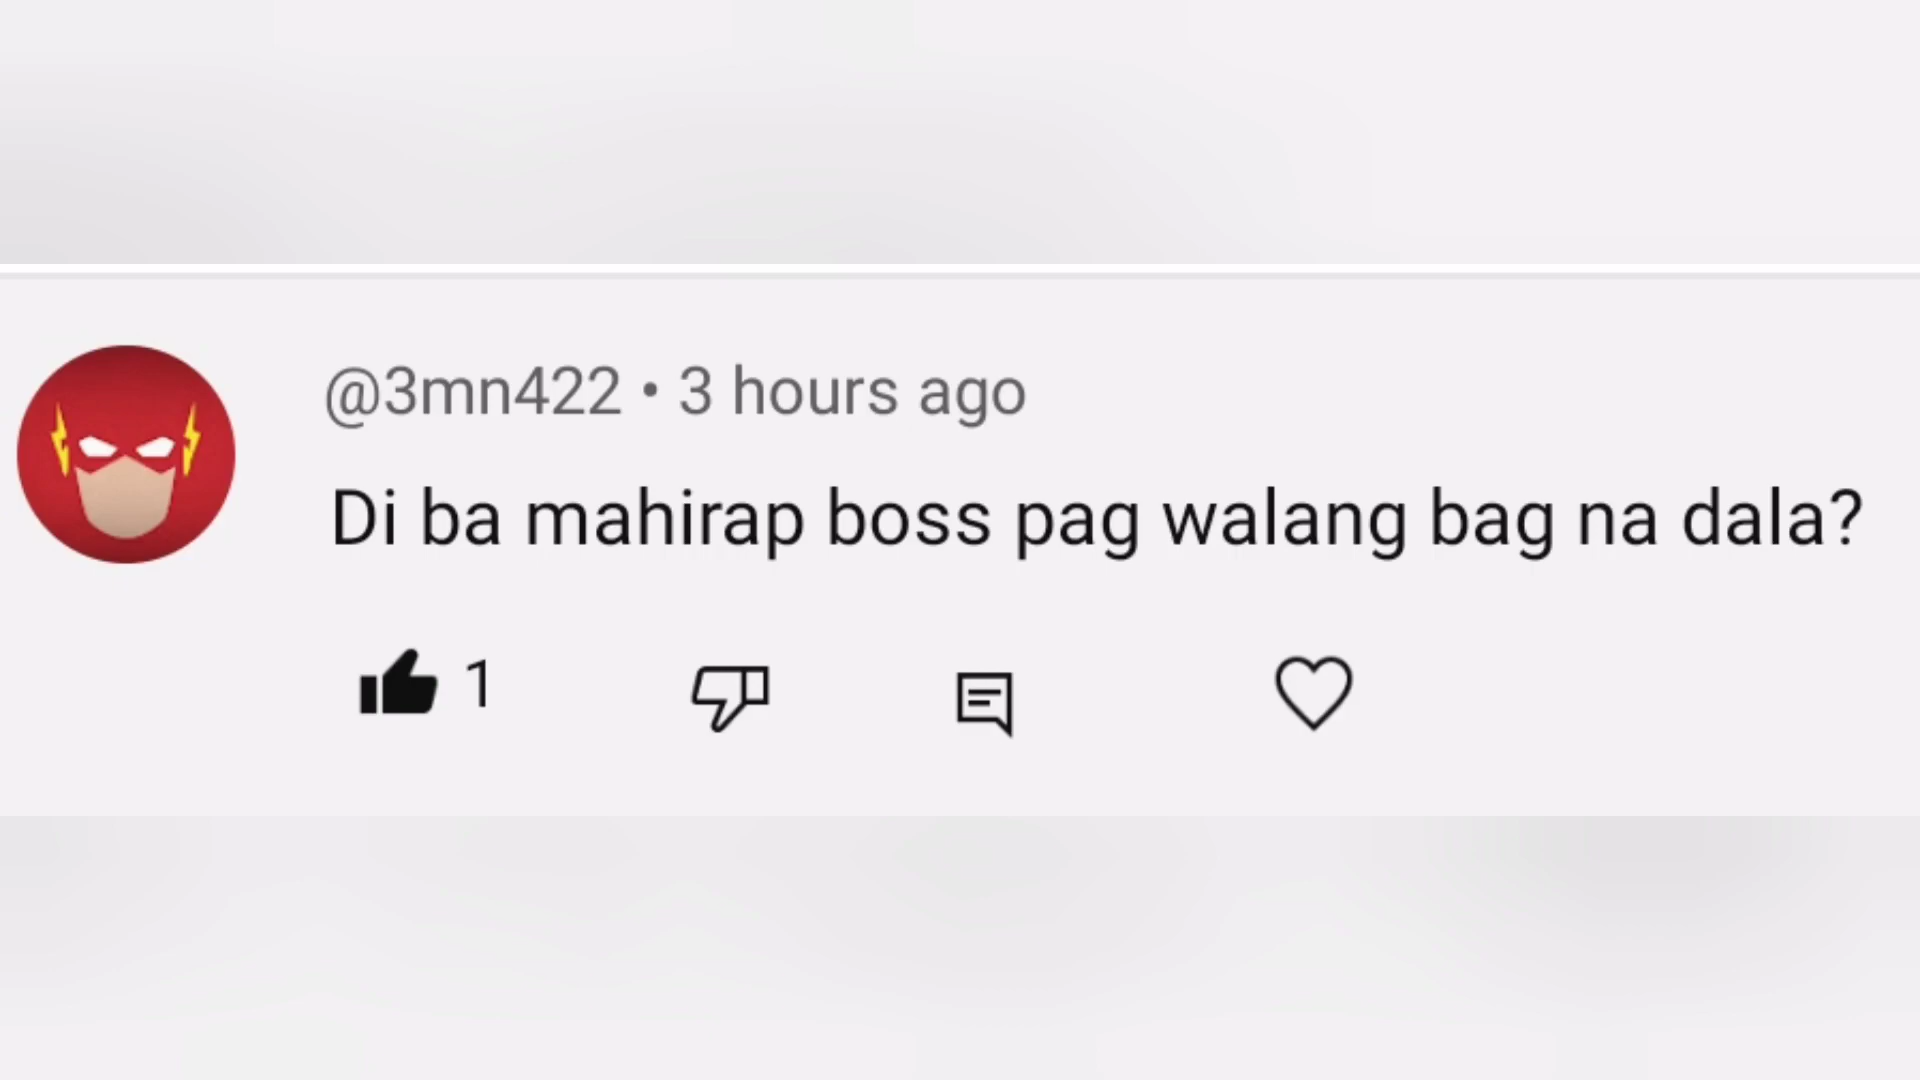 @3mn422 • 3 hours ago
Di ba mahirap boss pag walang bag na dala?
1